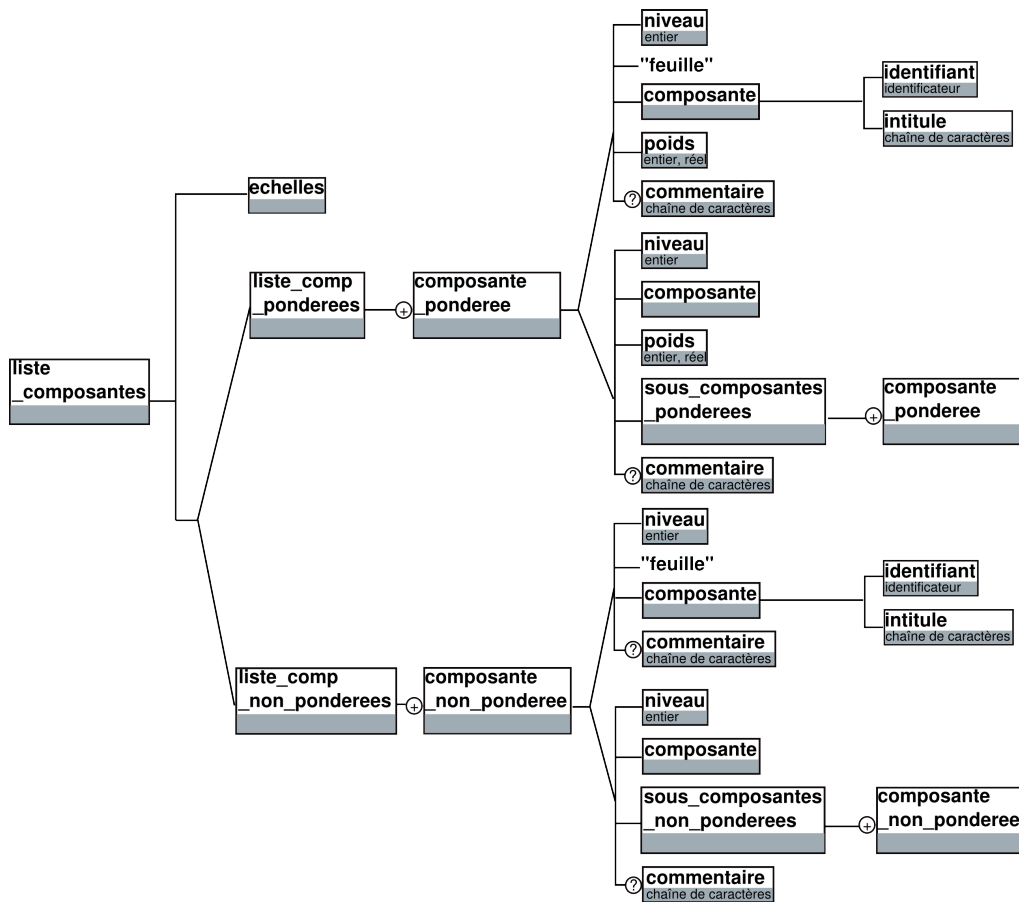 niveau
entier
"feuille"
composante
identifiant
identificateur
intitule
chaîne de caractères
poids
entier, réel
?
commentaire
chaîne de caractères
echelles
niveau
entier
liste_comp
_ponderees
+
composante
_ponderee
composante
poids
entier, réel
liste
_composantes
sous_composantes
_ponderees
+
composante
_ponderee
?
commentaire
chaîne de caractères
niveau
entier
"feuille"
composante
identifiant
identificateur
intitule
chaîne de caractères
?
commentaire
chaîne de caractères
liste_comp
_non_ponderees
+
composante
_non_ponderee
niveau
entier
composante
sous_composantes
_non_ponderees
+
composante
_non_ponderee
?
commentaire
chaîne de caractères